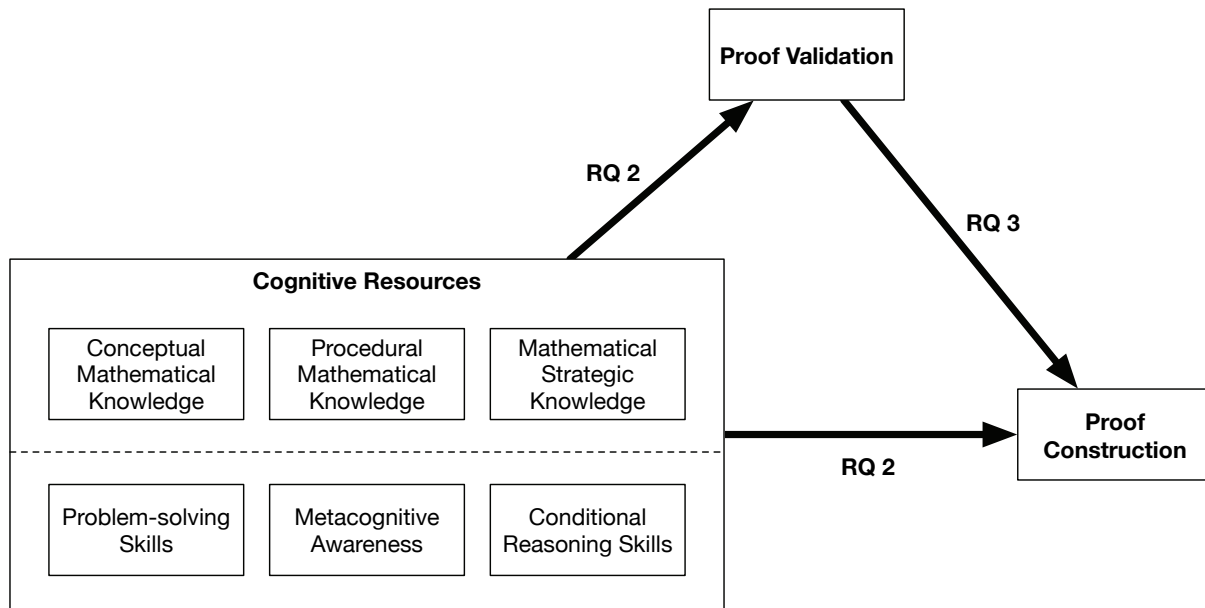 Proof Validation
RQ 2
RQ 3
Cognitive Resources
Conceptual
Mathematical
Knowledge
Procedural
Mathematical
Knowledge
Mathematical
Strategic
Knowledge
Proof
Construction
RQ 2
Problem-solving
Skills
Metacognitive
Awareness
Conditional
Reasoning Skills